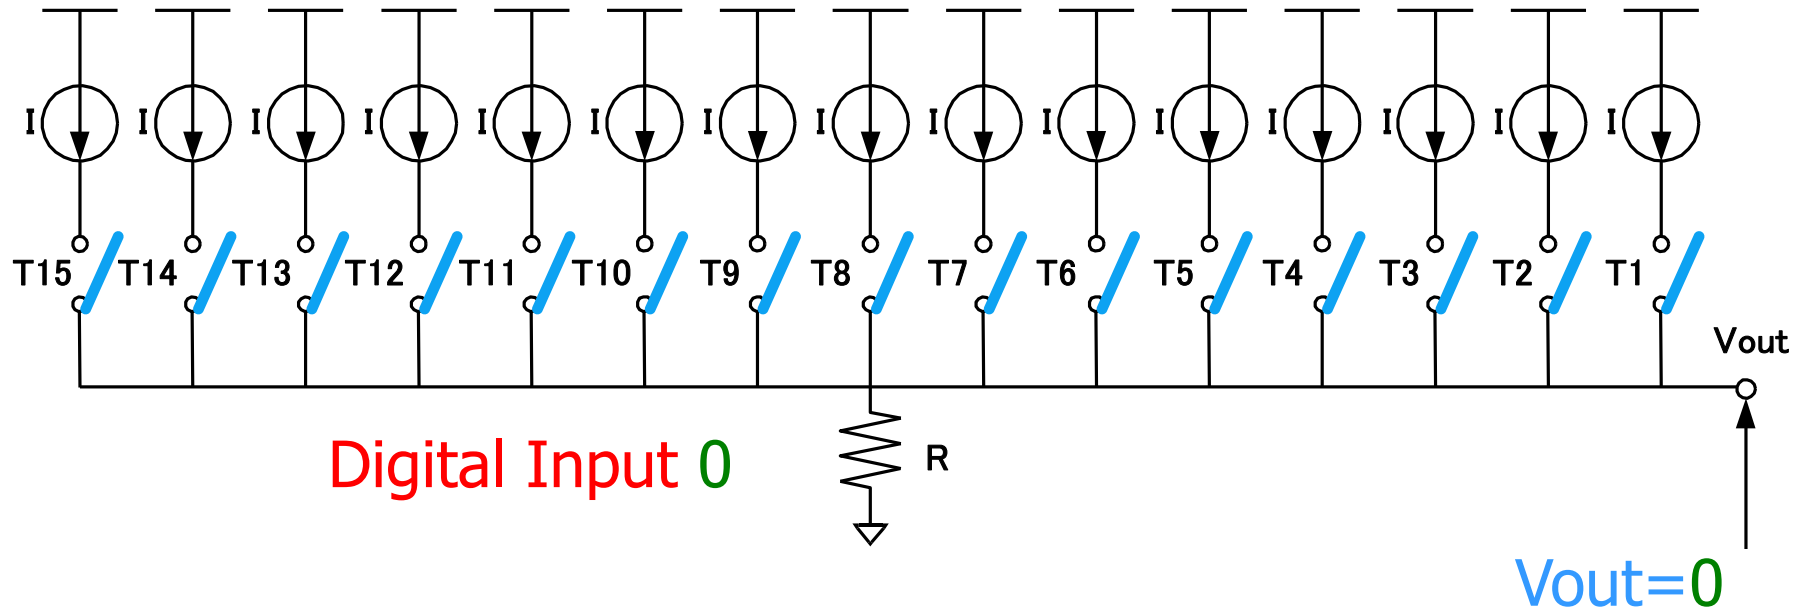 I I I I I I I I I I I I I I I
T15 T14 T13 T12 T11 T10 T9 T8 T7 T6 T5 T4 T3 T2 T1
Vout
Digital Input 0
R
Vout=0